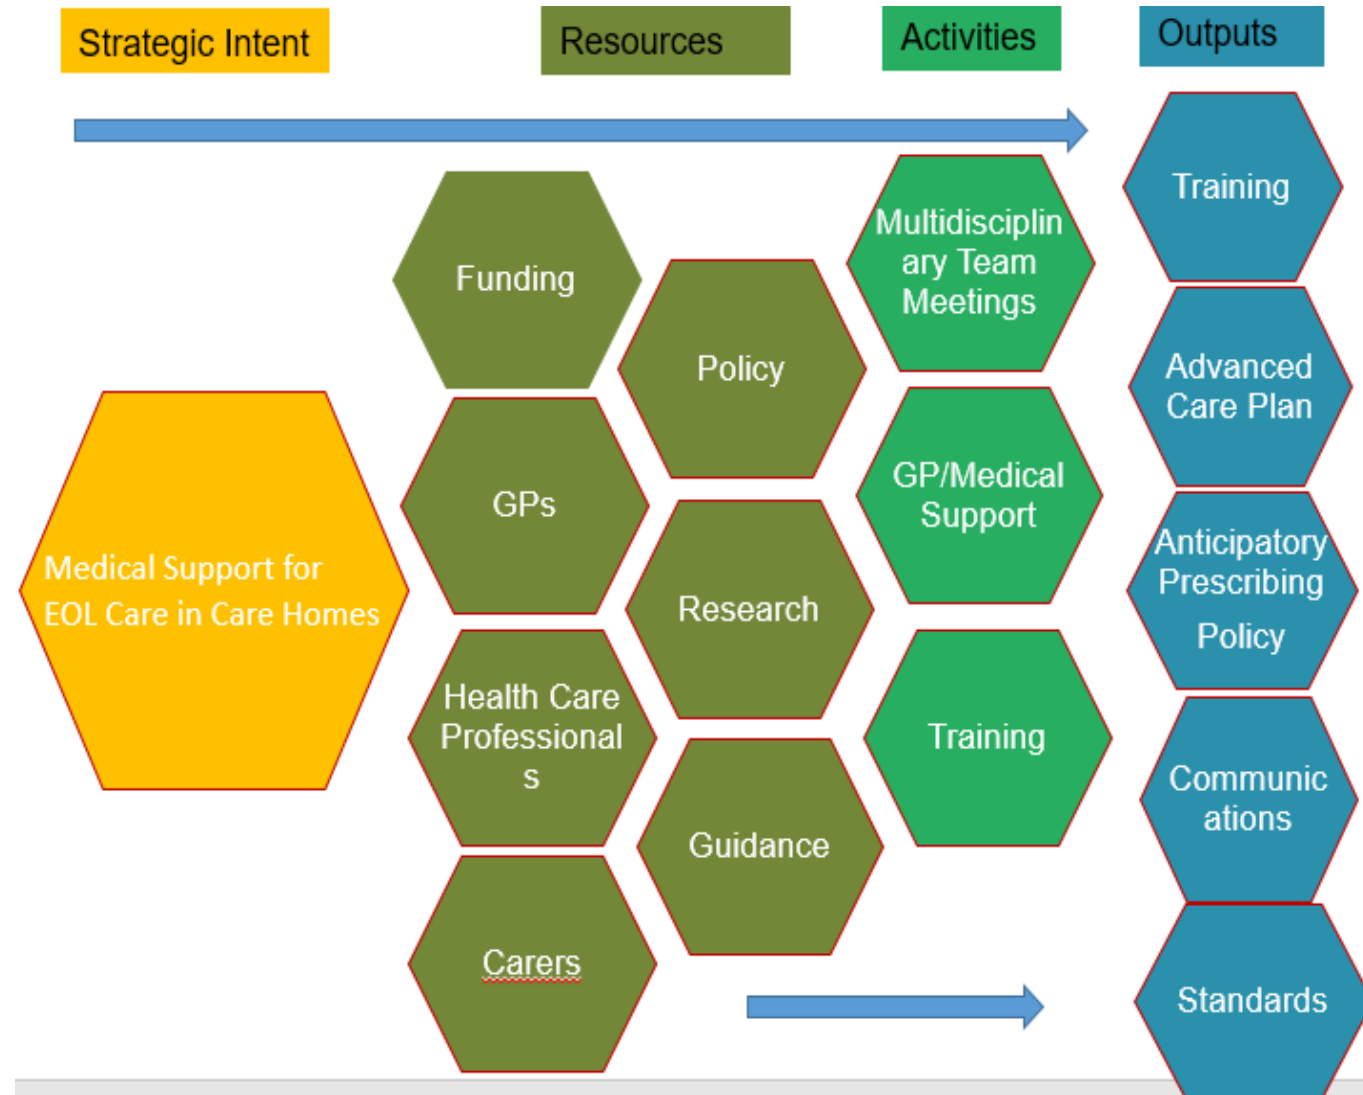 Strategic Intent
Resources
Activities
Outputs
Medical Support for
EOL Care in Care Homes
Funding
GPs
Health Care
Professional
s
Carers
Policy
Research
Guidance
Multidisciplin
ary Team
Meetings
GP/Medical
Support
Training
Training
Advanced
Care Plan
Anticipatory
Prescribing
Policy
Communic
ations
Standards